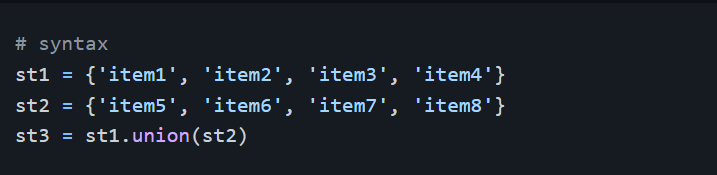 # syntax
st1 = {'item1', 'item2', 'item3', 'item4'}
st2 = {'item5', 'item6', 'item7', 'item8'}
st3 = st1.union(st2)